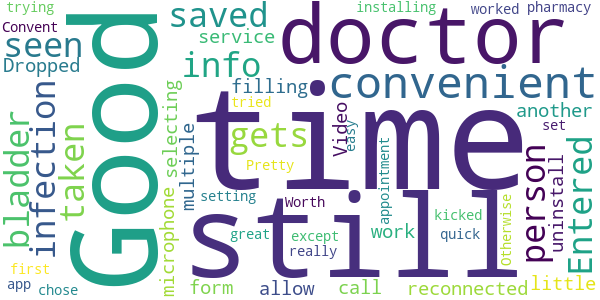 trying
Convent
Dropped
seen
bladder
infection
taken
first
app
chose
Good
saved
service
info
filling
tried
gets
Pretty
microphone
selecting
multiple
setting
great
form
doctor
convenient
time
still
Video
easy
Worth
except
really
allow
call
appointment
work
installing
worked
pharmacy
another
set
person
uninstall
Entered
Otherwise
kicked
quick
reconnected
little